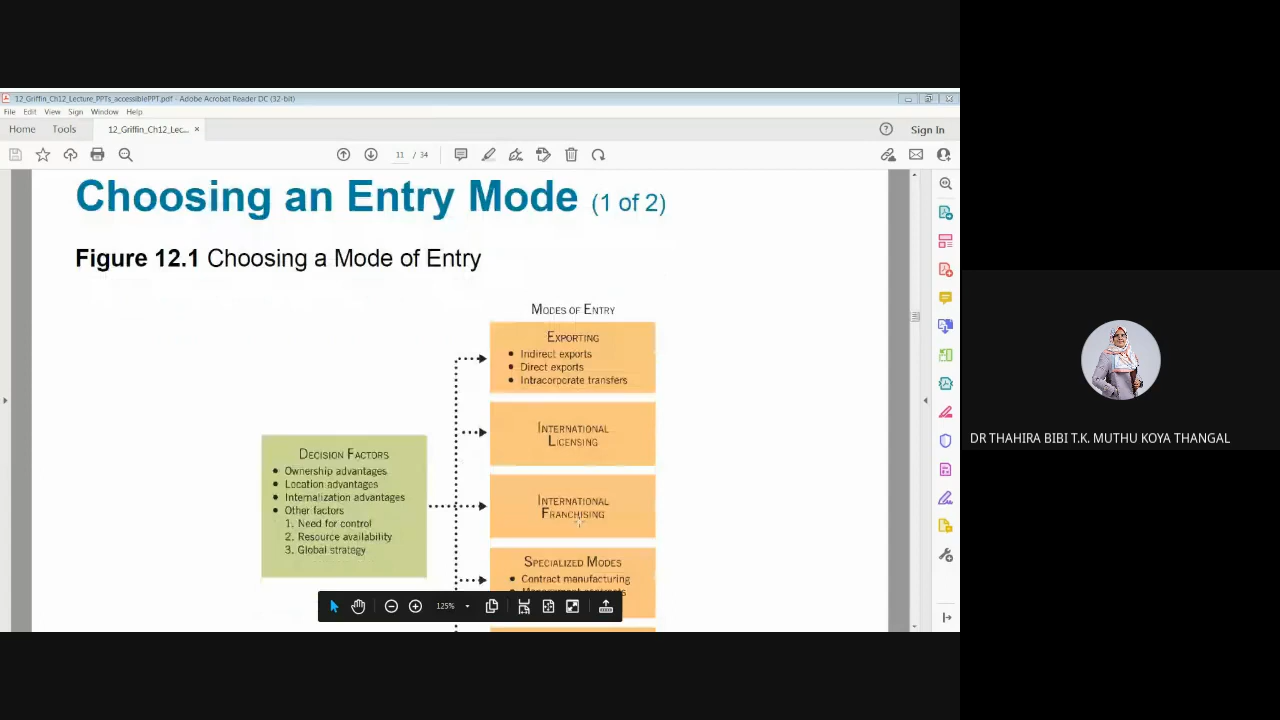 12_Griffin_Ch12_Lecture_PPTs_accessiblePPT.pdf - Adobe Acrobat Reader DC (32-bit)
File Edit View Sign Window Help
Home Tools 12_Griffin_Ch12_Lec... × Sign In
11 / 34
Choosing an Entry Mode (1 of 2)
Figure 12.1 Choosing a Mode of Entry
MODES OF ENTRY
EXPORTING
• Indirect exports
• Direct exports
• Intracorporate transfers
INTERNATIONAL
LICENSING
DECISION FACTORS
• Ownership advantages
• Location advantages
• Internalization advantages
• Other factors
1. Need for control
2. Resource availability
3. Global strategy
INTERNATIONAL
FRANCHISING
SPECIALIZED MODES
• Contract manufacturing
125%
DR THAHIRA BIBI T.K. MUTHU KOYA THANGAL